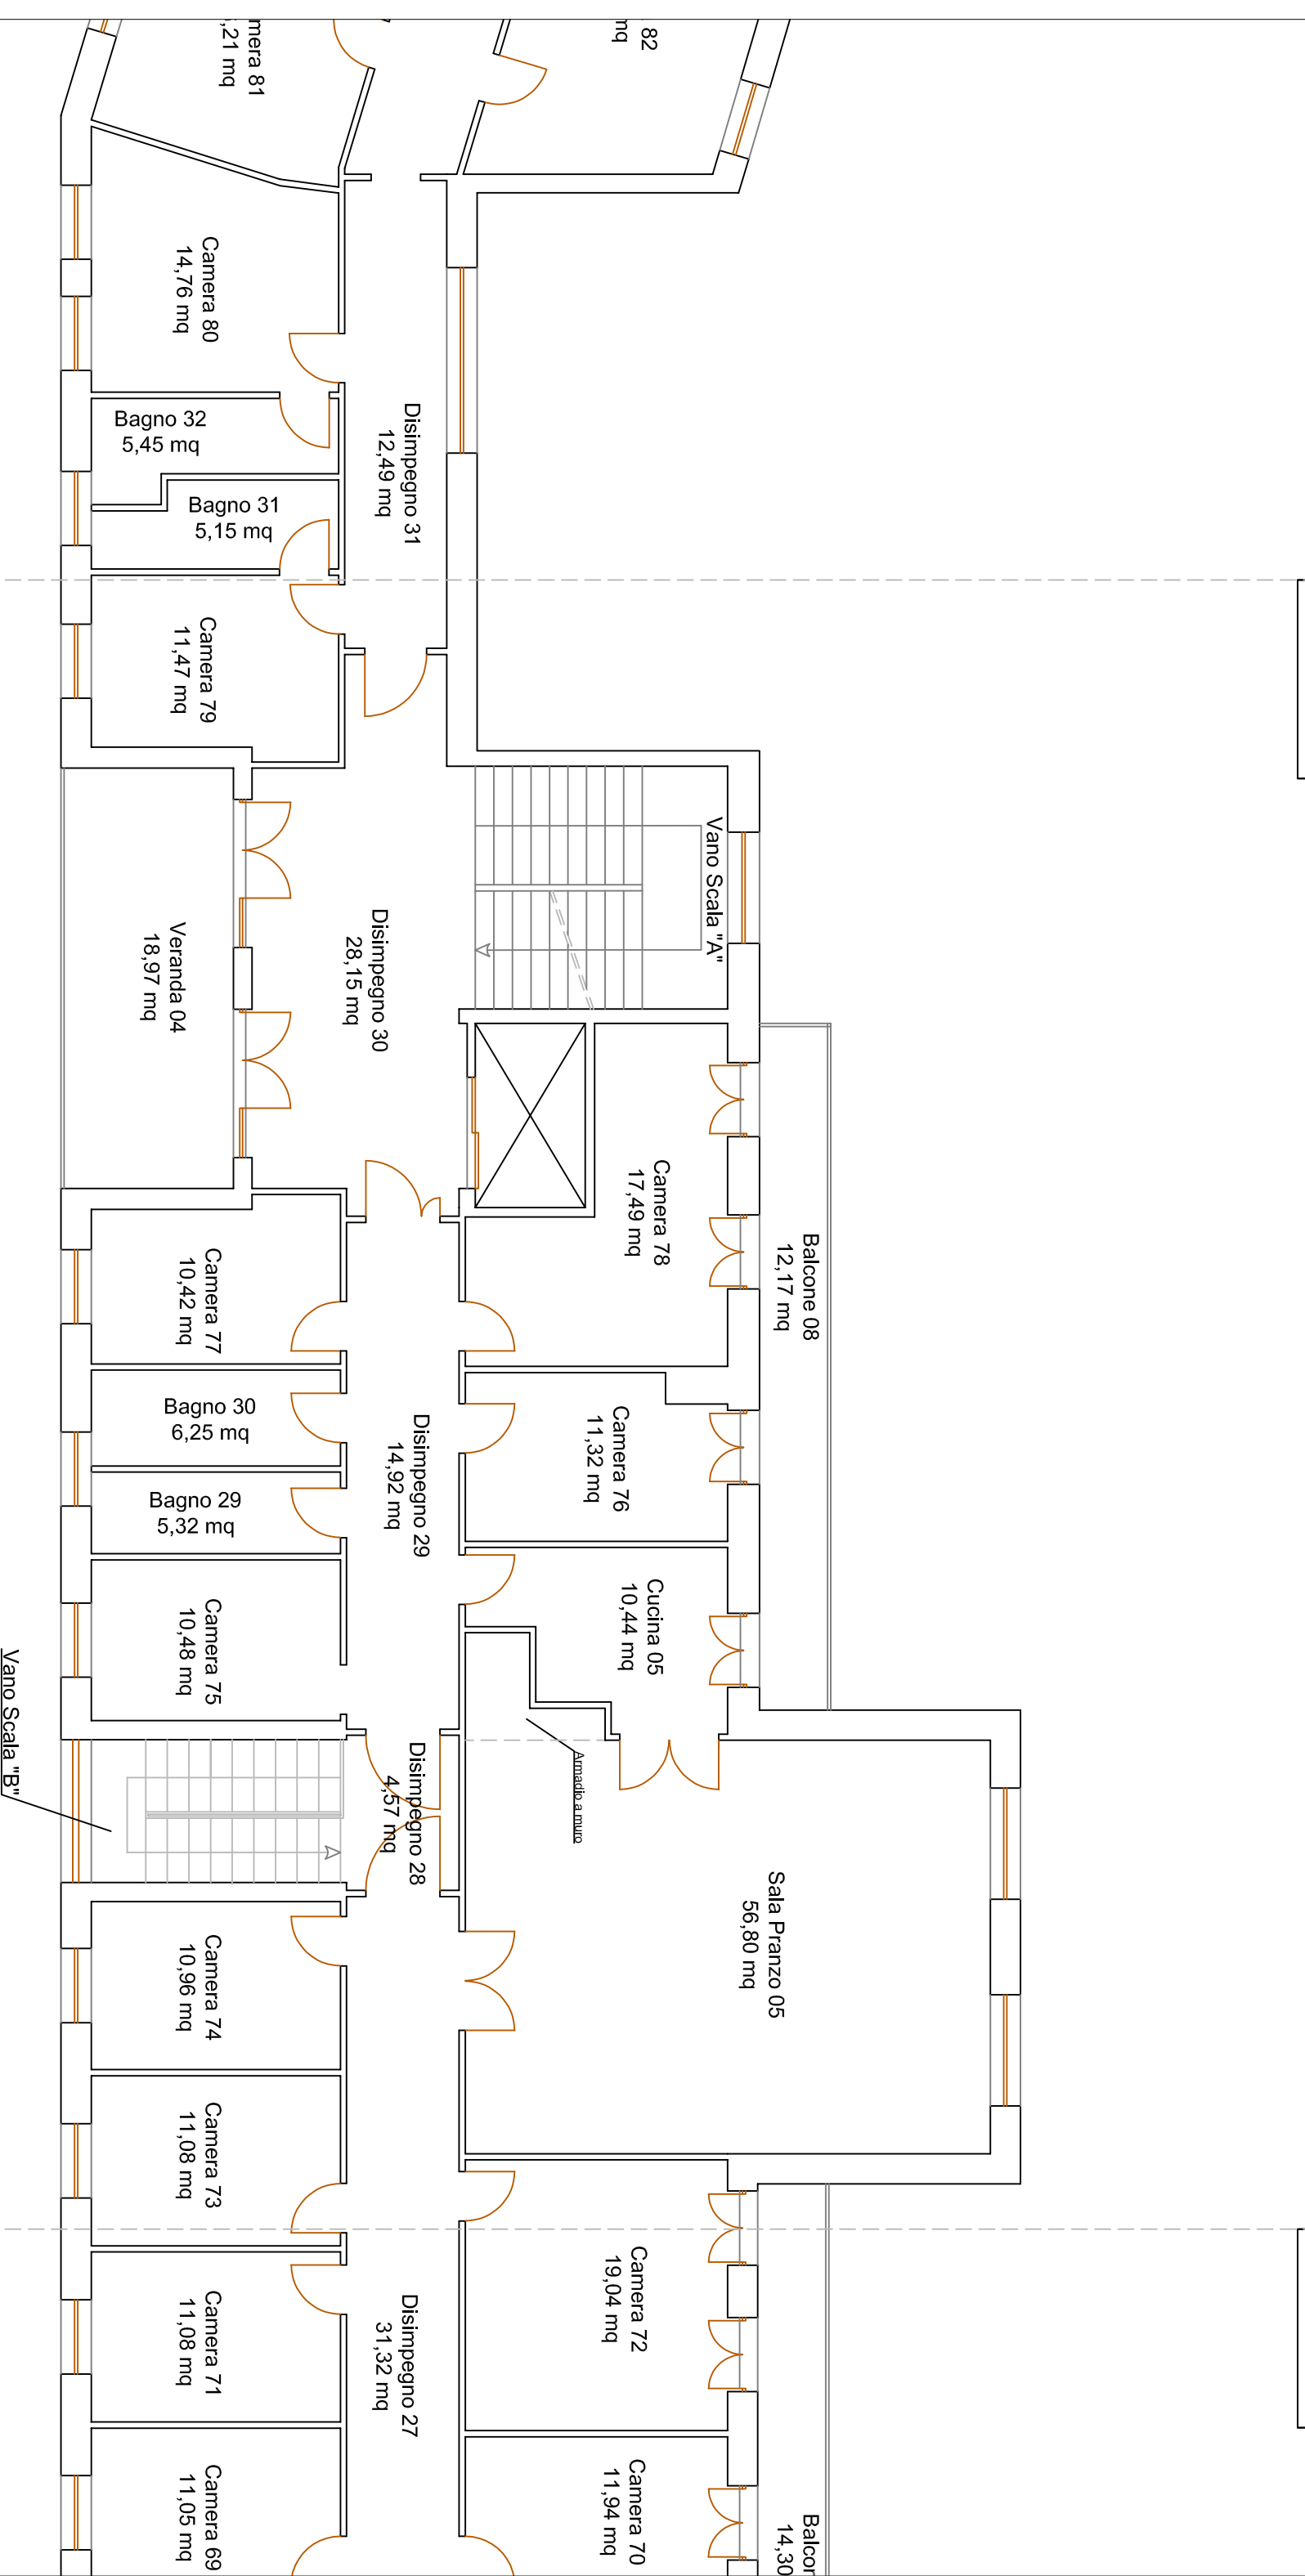 82
mq
mera 81
,21 mq
Camera 80
14,76 mq
Bagno 32
5,45 mq
Bagno 31
5,15 mq
Disimpegno 31
12,49 mq
Camera 79
11,47 mq
Vano Scala "A"
Disimpegno 30
28,15 mq
Veranda 04
18,97 mq
Camera 78
17,49 mq
Balcone 08
12,17 mq
Camera 77
10,42 mq
Bagno 30
6,25 mq
Bagno 29
5,32 mq
Disimpegno 29
14,92 mq
Camera 76
11,32 mq
Cucina 05
10,44 mq
Camera 75
10,48 mq
Vano Scala "B"
Disimpegno 28
4,57 mq
Armadio a muro
Sala Pranzo 05
56,80 mq
Camera 74
10,96 mq
Camera 73
11,08 mq
Camera 72
19,04 mq
Camera 71
11,08 mq
Disimpegno 27
31,32 mq
Camera 70
11,94 mq
Camera 69
11,05 mq
Balcon
14,30